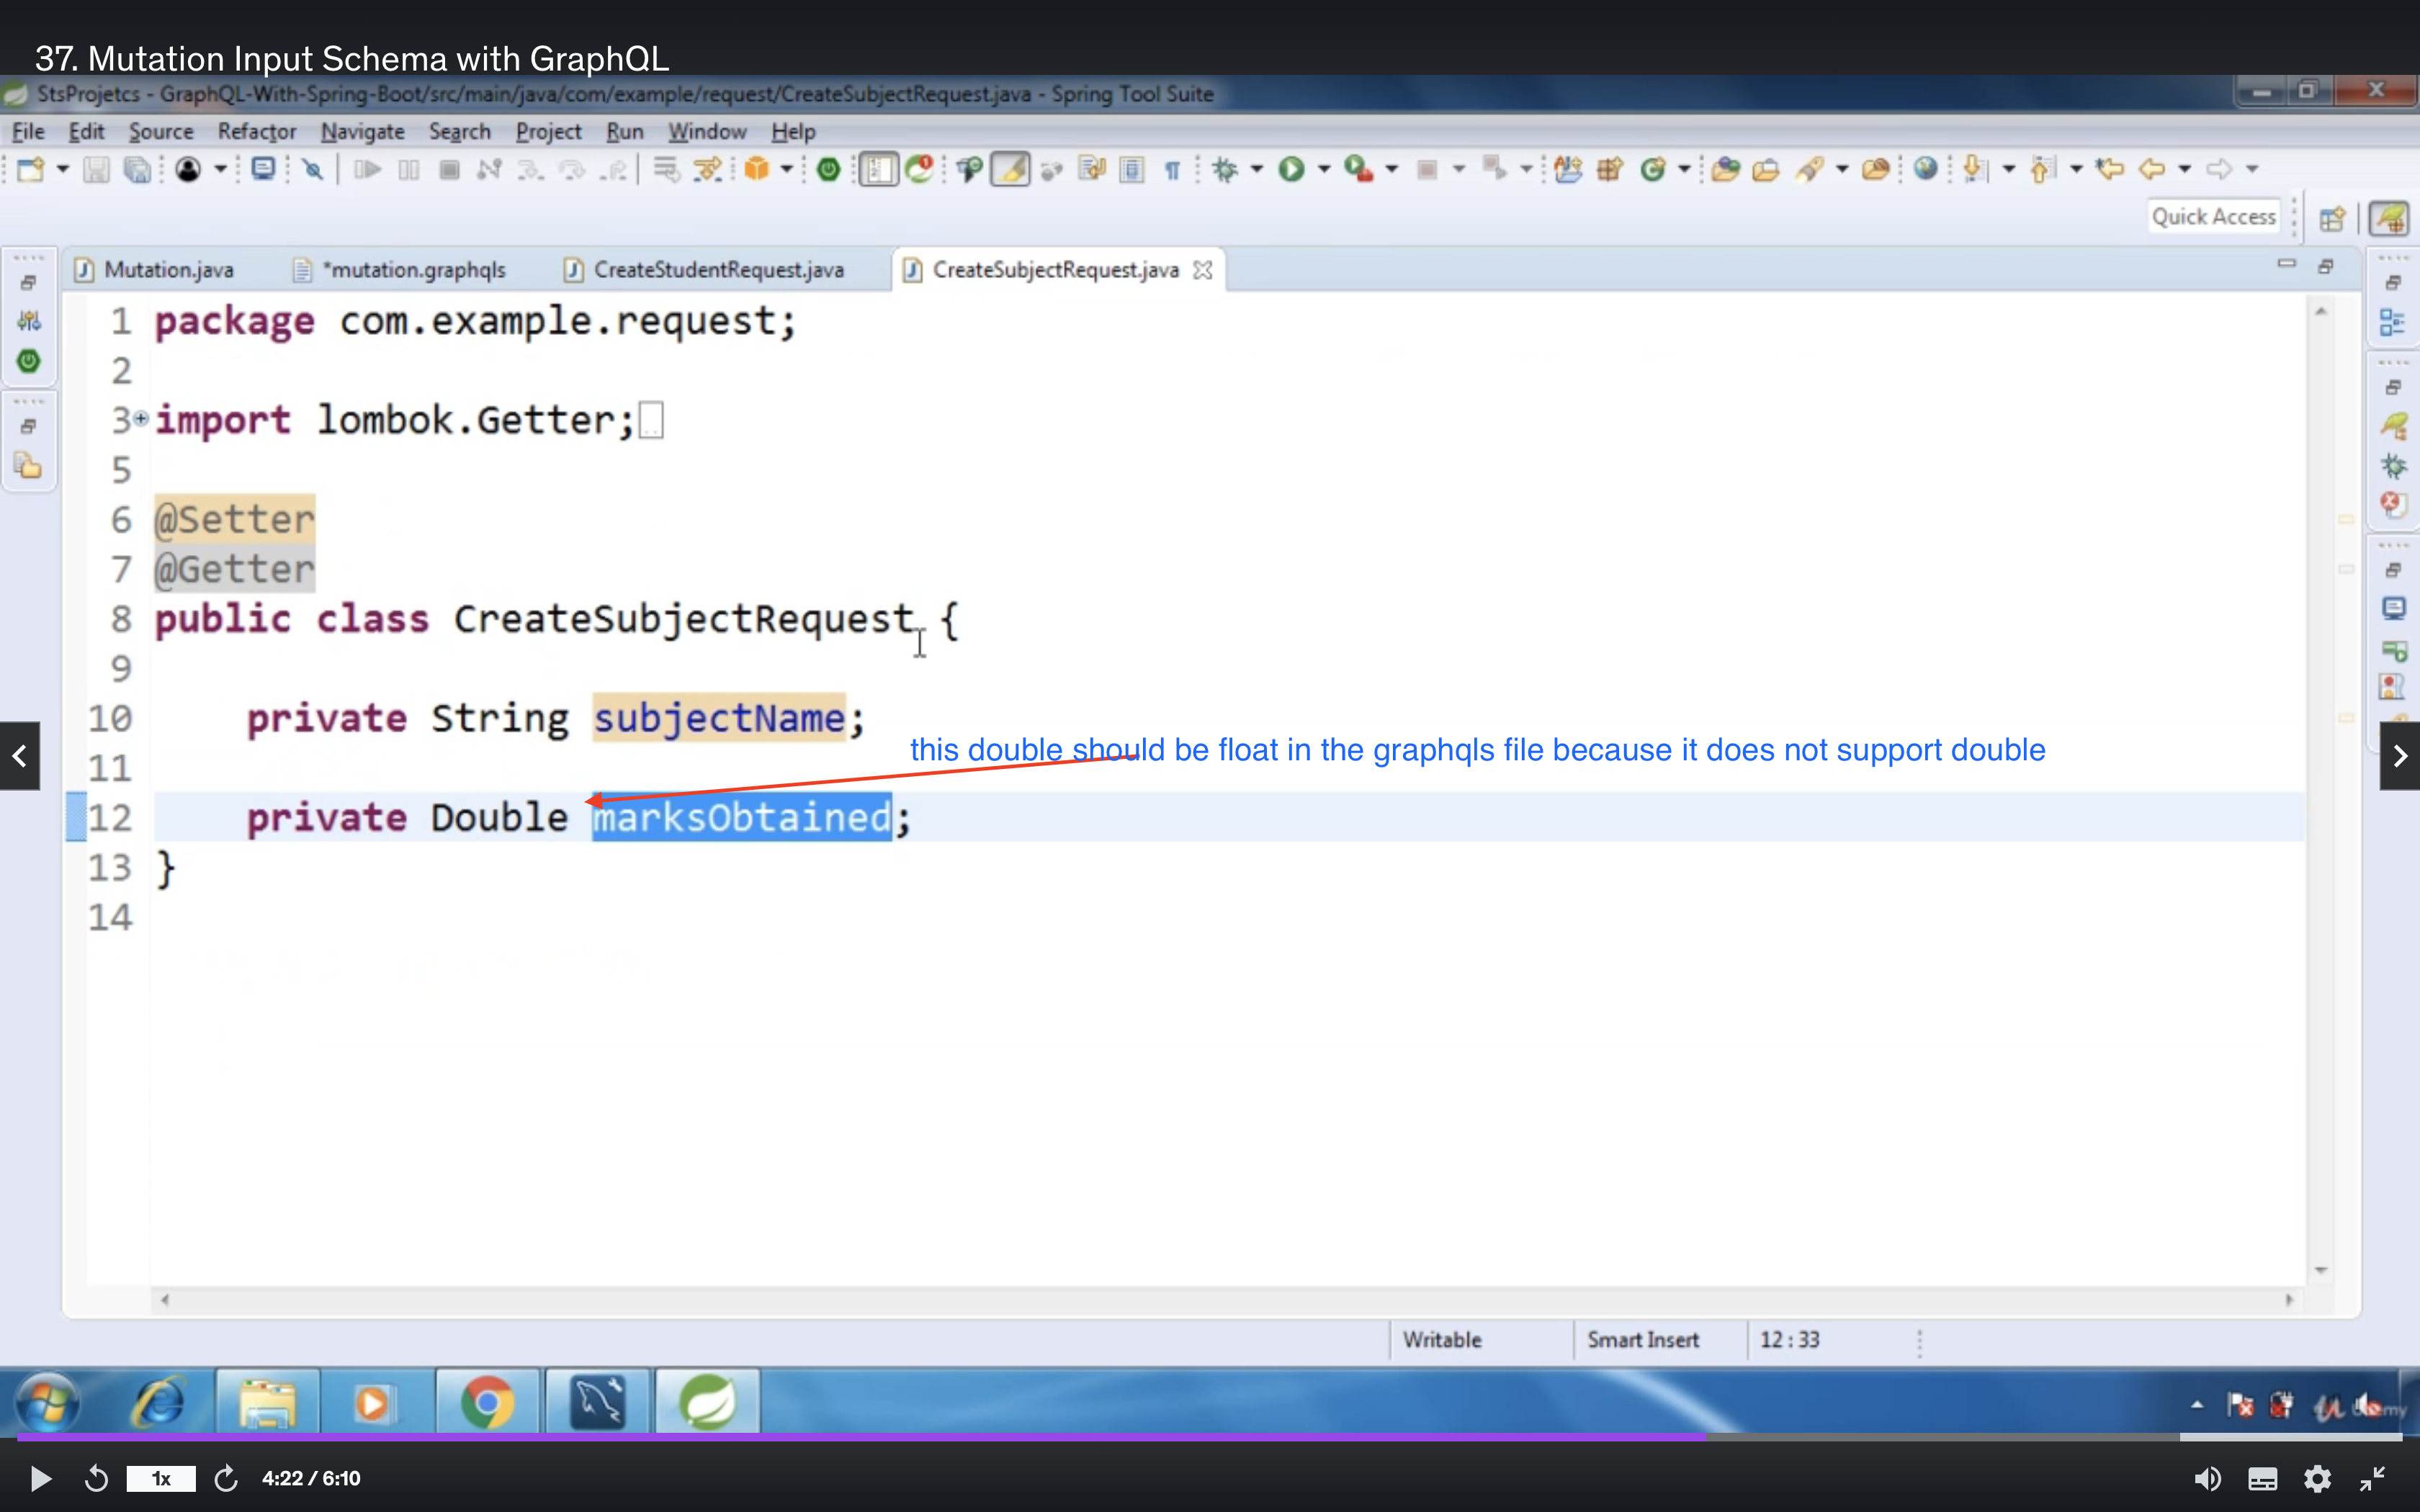 37. Mutation Input Schema with GraphQL
StsProjetcs - GraphQL-With-Spring-Boot/src/main/java/com/example/request/CreateSubjectRequest.java - Spring Tool Suite
File Edit Source Refactor Navigate Search Project Run Window Help
Quick Access
Mutation.java *mutation.graphqls CreateStudentRequest.java CreateSubjectRequest.java
1 package com.example.request;
2
3 import lombok.Getter;
5
6 @Setter
7 @Getter
8 public class CreateSubjectRequest {
9
10 private String subjectName;
this double should be float in the graphqls file because it does not support double
11
12 private Double marksObtained;
13 }
14
Writable Smart Insert 12 : 33
1x 4:22 / 6:10